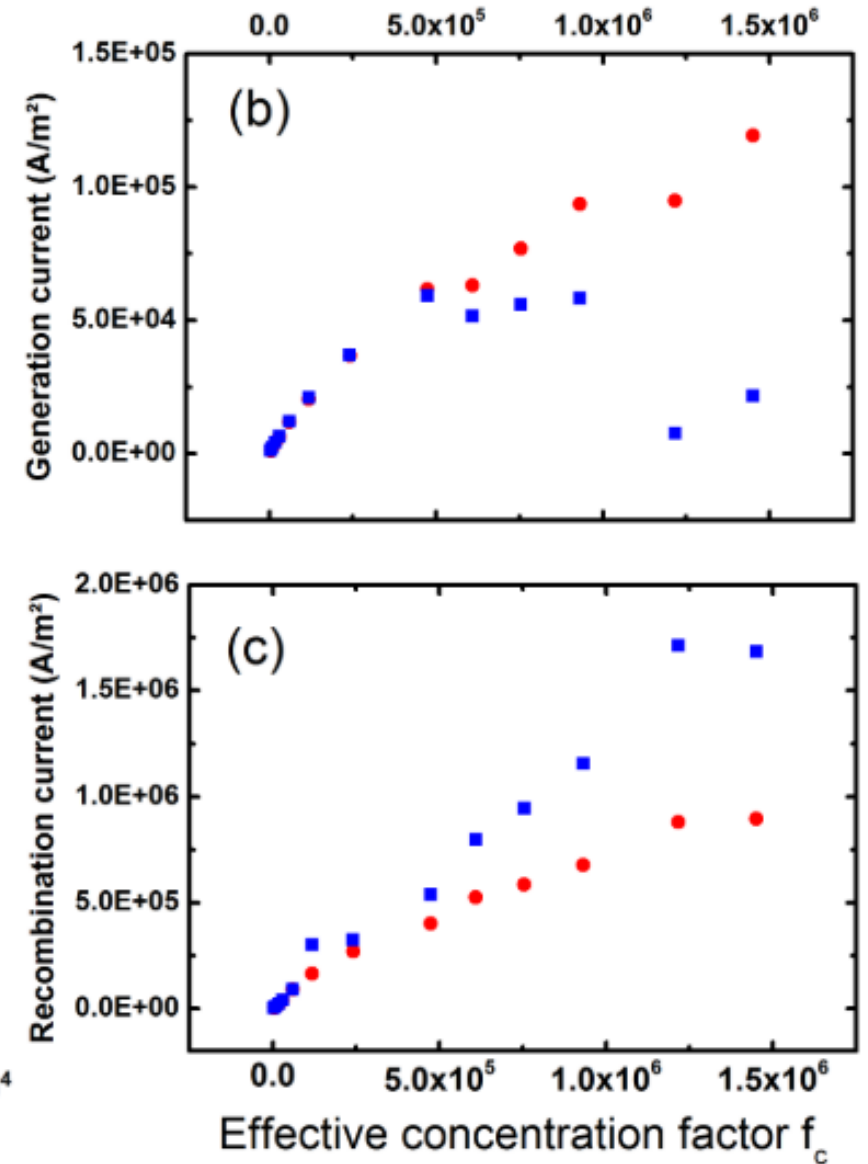 0.0 5.0x10⁵ 1.0x10⁶ 1.5x10⁶
1.5E+05
(b)
1.0E+05
5.0E+04
0.0E+00
Generation current (A/m²)
2.0E+06
(c)
1.5E+06
1.0E+06
5.0E+05
0.0E+00
Recombination current (A/m²)
0.0 5.0x10⁵ 1.0x10⁶ 1.5x10⁶
4
Effective concentration factor f_c